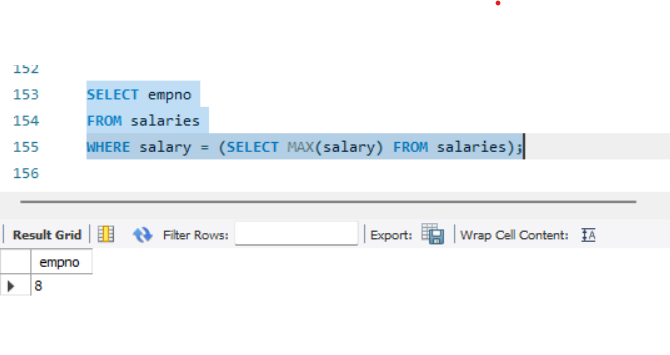 152
153 SELECT empno
154 FROM salaries
155 WHERE salary = (SELECT MAX(salary) FROM salaries);
156
Result Grid Filter Rows: Export: Wrap Cell Content: IA
empno
8